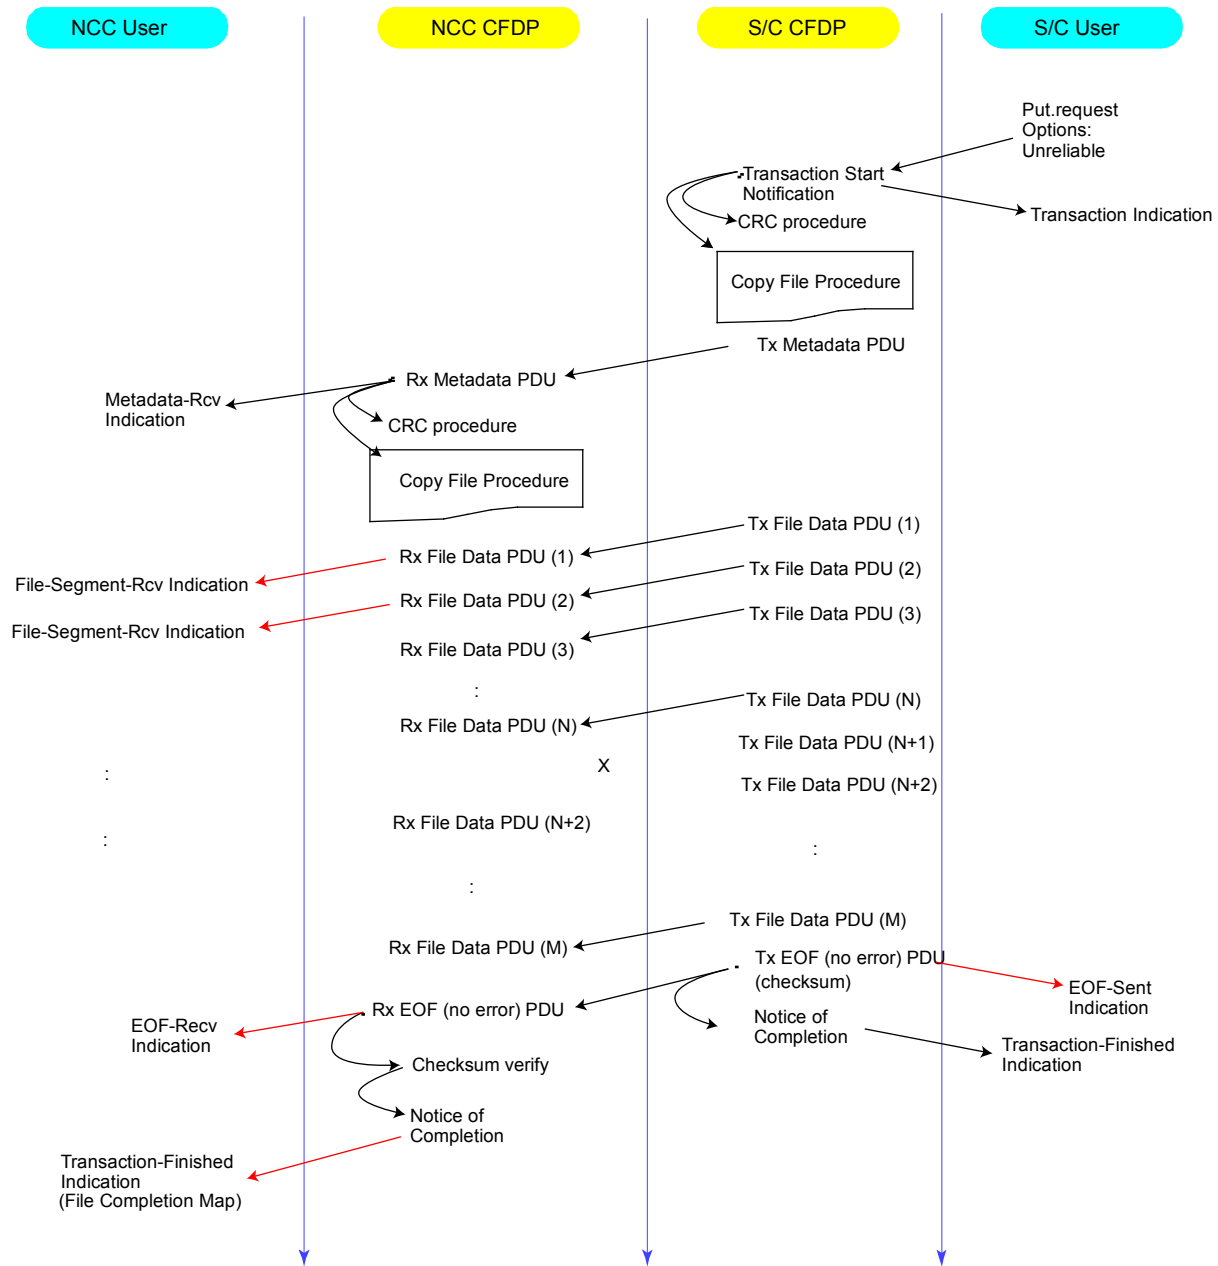 NCC User
NCC CFDP
S/C CFDP
S/C User
Put.request
Options:
Unreliable
Transaction Start
Notification
Transaction Indication
CRC procedure
Copy File Procedure
Tx Metadata PDU
Rx Metadata PDU
Metadata-Rcv
Indication
CRC procedure
Copy File Procedure
Tx File Data PDU (1)
Rx File Data PDU (1)
File-Segment-Rcv Indication
Tx File Data PDU (2)
Rx File Data PDU (2)
File-Segment-Rcv Indication
Tx File Data PDU (3)
Rx File Data PDU (3)
:
Tx File Data PDU (N)
Rx File Data PDU (N)
Tx File Data PDU (N+1)
X
:
Tx File Data PDU (N+2)
Rx File Data PDU (N+2)
:
:
:
Tx File Data PDU (M)
Rx File Data PDU (M)
Tx EOF (no error) PDU
(checksum)
EOF-Sent
Indication
Rx EOF (no error) PDU
EOF-Recv
Indication
Notice of
Completion
Transaction-Finished
Indication
Checksum verify
Notice of
Completion
Transaction-Finished
Indication
(File Completion Map)